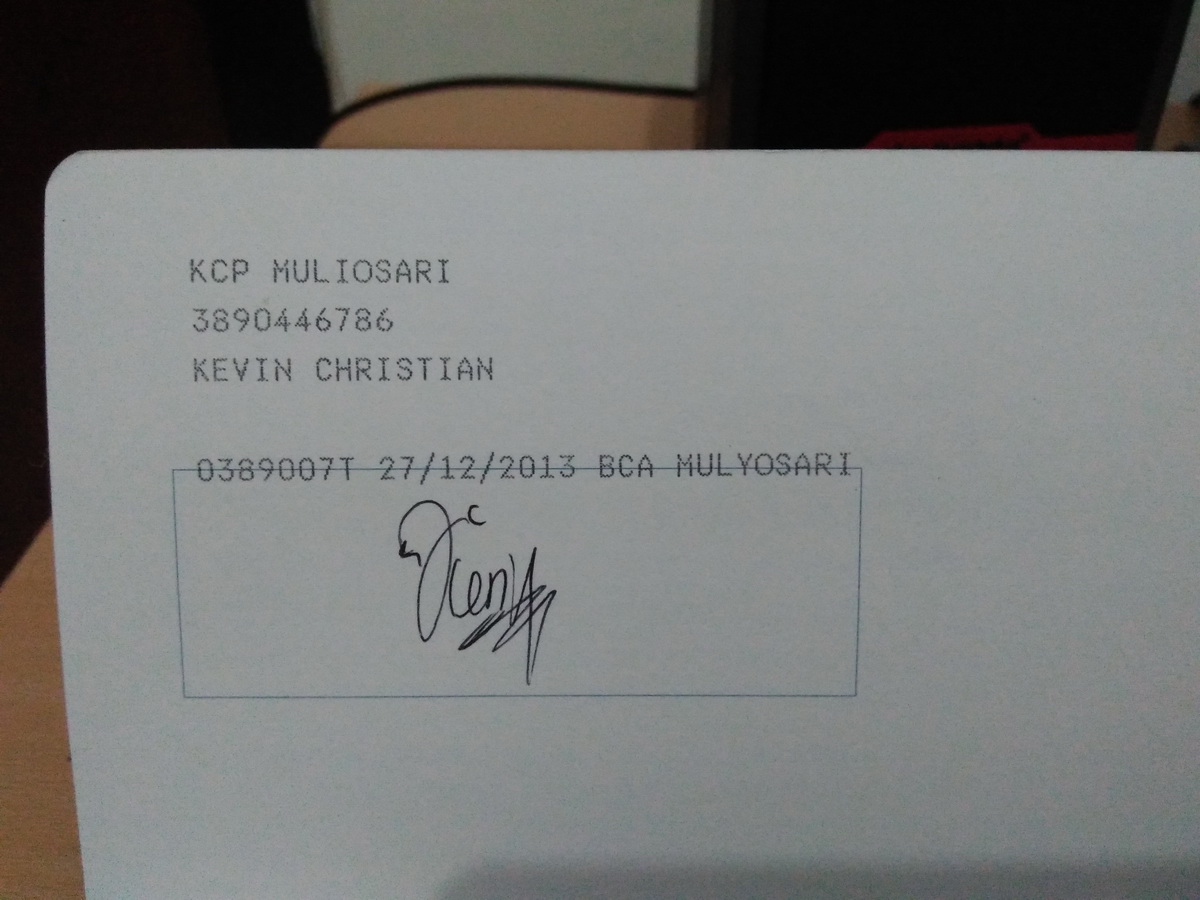 KCP MULIOSARI
3890446786
KEVIN CHRISTIAN
0389007T 27/12/2013 BCA MULYOSARI